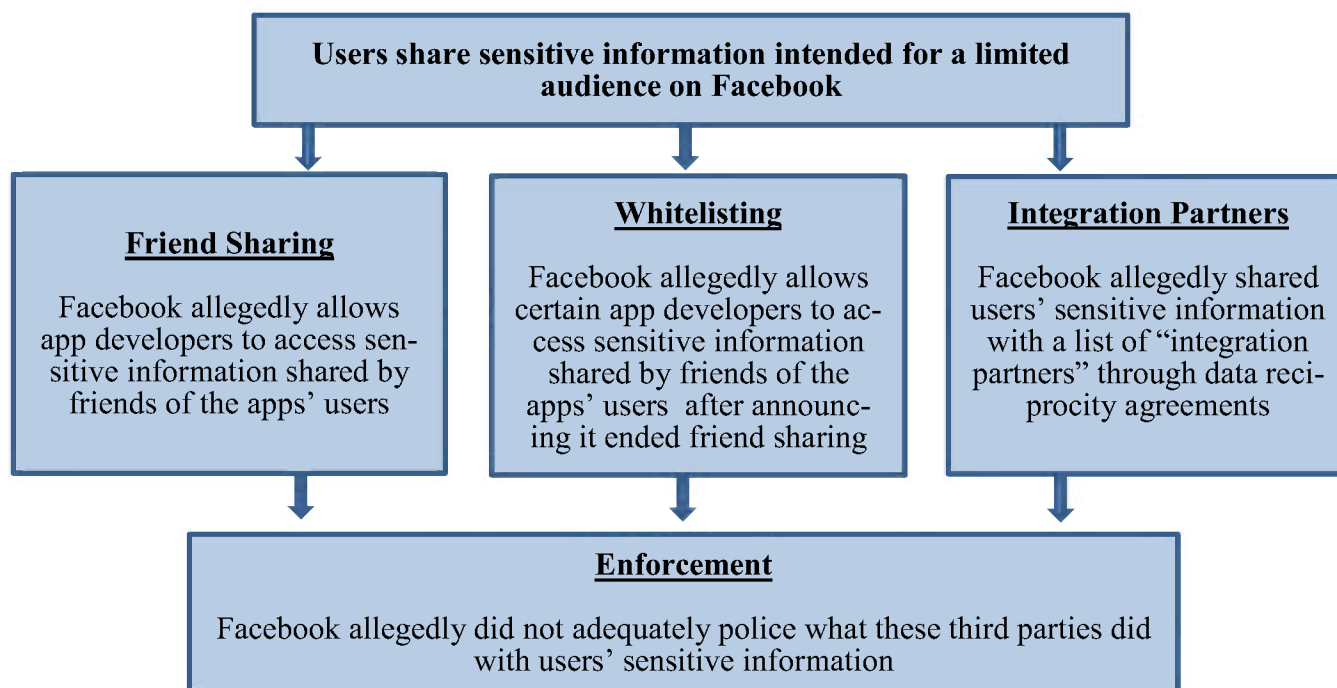 Users share sensitive information intended for a limited
audience on Facebook
Friend Sharing
Facebook allegedly allows
app developers to access sen-
sitive information shared by
friends of the apps’ users
Whitelisting
Facebook allegedly allows
certain app developers to ac-
cess sensitive information
shared by friends of the
apps’ users after announc-
ing it ended friend sharing
Integration Partners
Facebook allegedly shared
users’ sensitive information
with a list of “integration
partners” through data reci-
procity agreements
Enforcement
Facebook allegedly did not adequately police what these third parties did
with users’ sensitive information